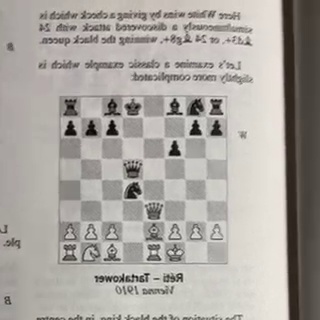 Here White wins by giving a check which is
simultaneously a discovered attack with 24
♗d3+, or 24 ♗g8+, winning the black queen.
B
Let's examine a classic example which is
slightly more complicated:
W
Réti – Tartakower
Vienna 1910
ple.
B
The situation of the black king, in the centre